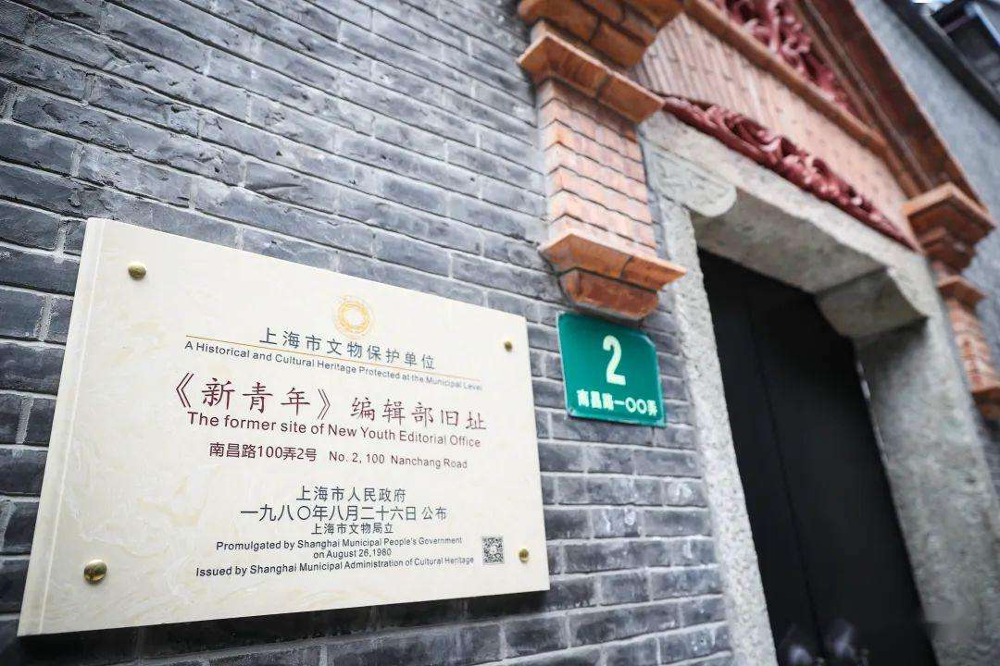 上海市文物保护单位
A Historical and Cultural Heritage Protected at the Municipal Level
《新青年》编辑部旧址
The former site of New Youth Editorial Office
南昌路100弄2号 No. 2, 100 Nanchang Road
上海市人民政府
一九八〇年八月二十六日 公布
上海市文物局立
Promulgated by Shanghai Municipal People's Government
on August 26,1980
Issued by Shanghai Municipal Administration of Cultural Heritage
2
南昌路一〇〇弄